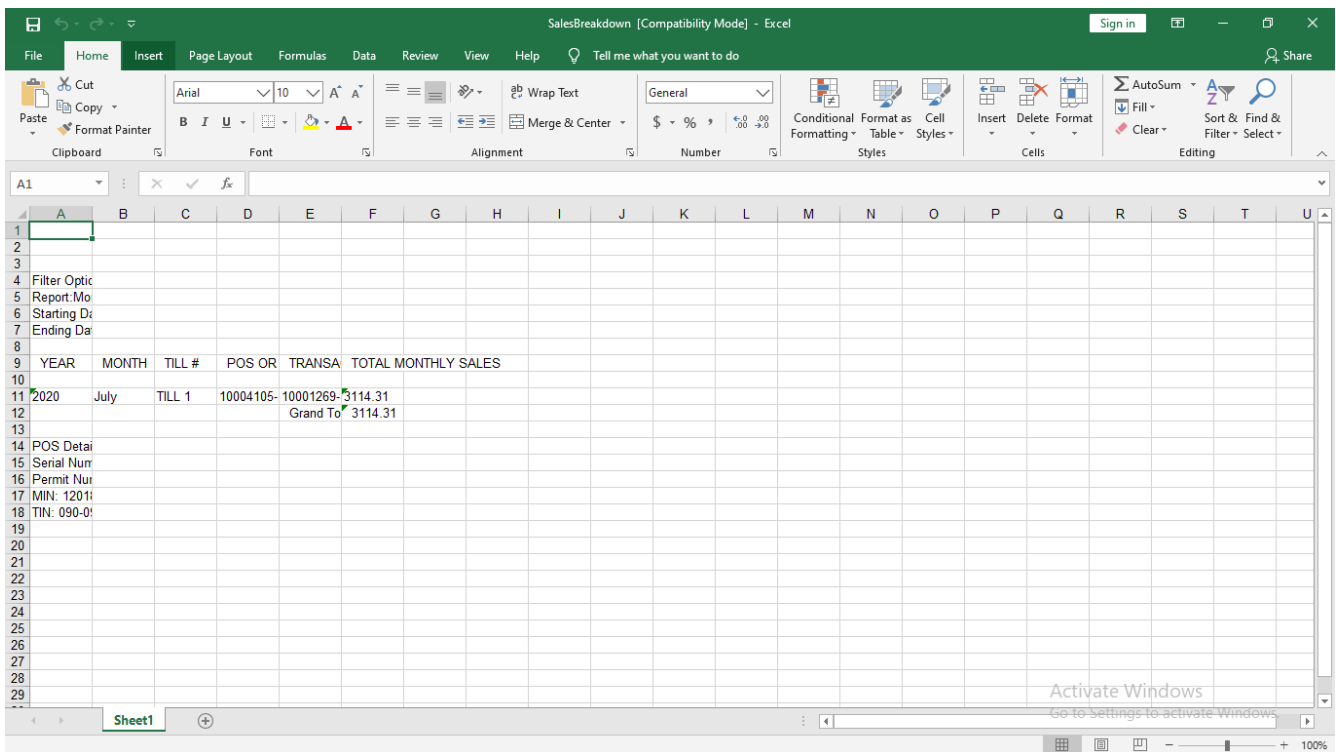 SalesBreakdown [Compatibility Mode] - Excel
Sign in
File Home Insert Page Layout Formulas Data Review View Help Tell me what you want to do Share
Paste
Cut
Copy
Format Painter
Arial 10 A A
B I U A
ab Wrap Text
Merge & Center
General
$ % , .00 .00
Conditional Formatting
Format as Table
Cell Styles
Insert Delete Format
AutoSum
Fill
Clear
Sort & Filter
Find & Select
Clipboard Font Alignment Number Styles Cells Editing
A1 fx
A B C D E F G H I J K L M N O P Q R S T U
1
2
3
4 Filter Optic
5 Report:Mo
6 Starting Da
7 Ending Dat
8
9 YEAR MONTH TILL # POS OR TRANSA TOTAL MONTHLY SALES
10
11 2020 July TILL 1 10004105- 10001269- 3114.31
12 Grand To 3114.31
13
14 POS Detai
15 Serial Num
16 Permit Nur
17 MIN: 1201
18 TIN: 090-0
19
20
21
22
23
24
25
26
27
28
29
Activate Windows
Go to Settings to activate Windows.
Sheet1
100%